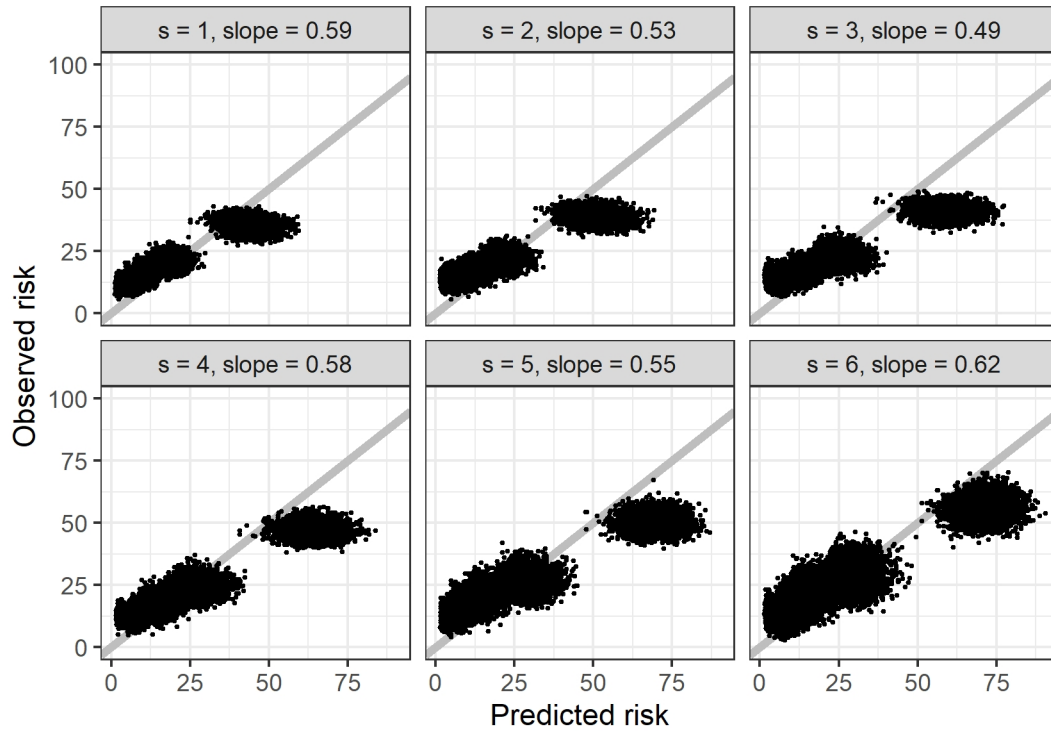 s = 1, slope = 0.59
s = 2, slope = 0.53
s = 3, slope = 0.49
100
75
50
25
0
s = 4, slope = 0.58
s = 5, slope = 0.55
s = 6, slope = 0.62
100
75
50
25
0
Observed risk
0 25 50 75 0 25 50 75 0 25 50 75
Predicted risk